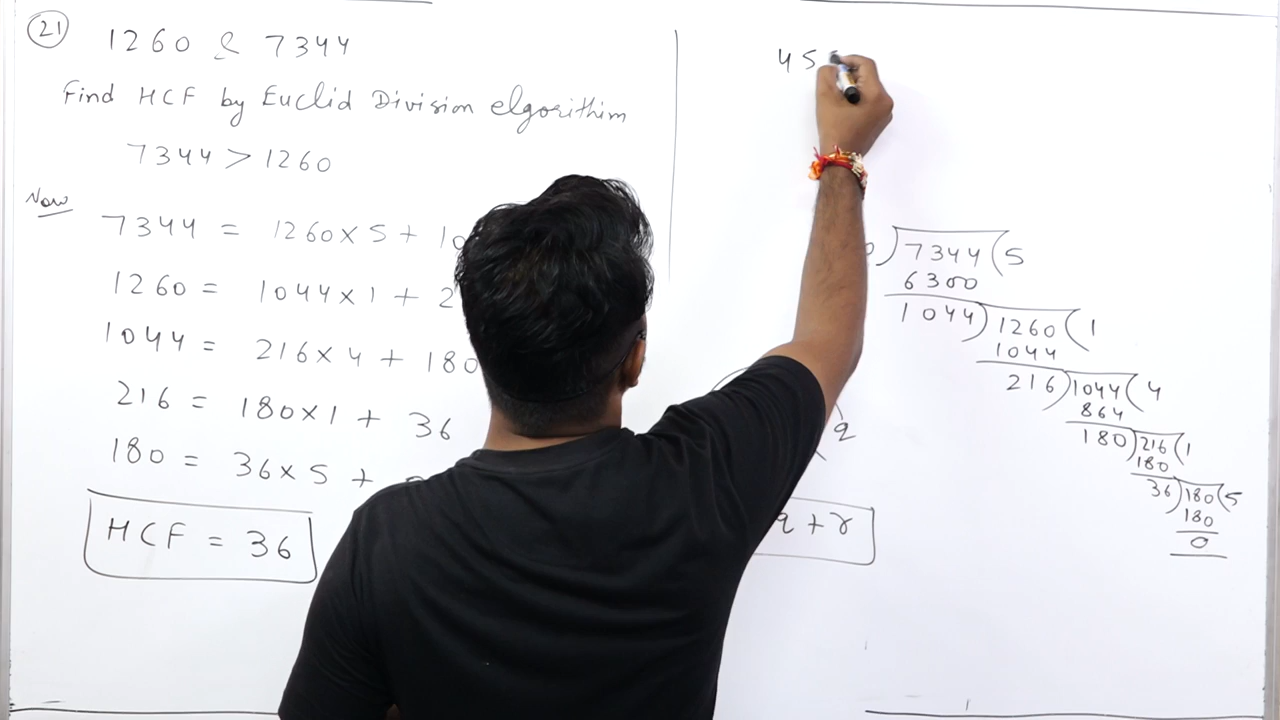 21
1260 & 7344
Find HCF by Euclid Division elgorithim
7344 > 1260
Now
7344 = 1260 x 5 + 10
1260 = 1044 x 1 + 2
1044 = 216 x 4 + 180
216 = 180 x 1 + 36
180 = 36 x 5 +
HCF = 36
45
0 ) 7344 ( 5
6300
1044 ) 1260 ( 1
1044
216 ) 1044 ( 4
864
180 ) 216 ( 1
180
36 ) 180 ( 5
180
0
q
q + r